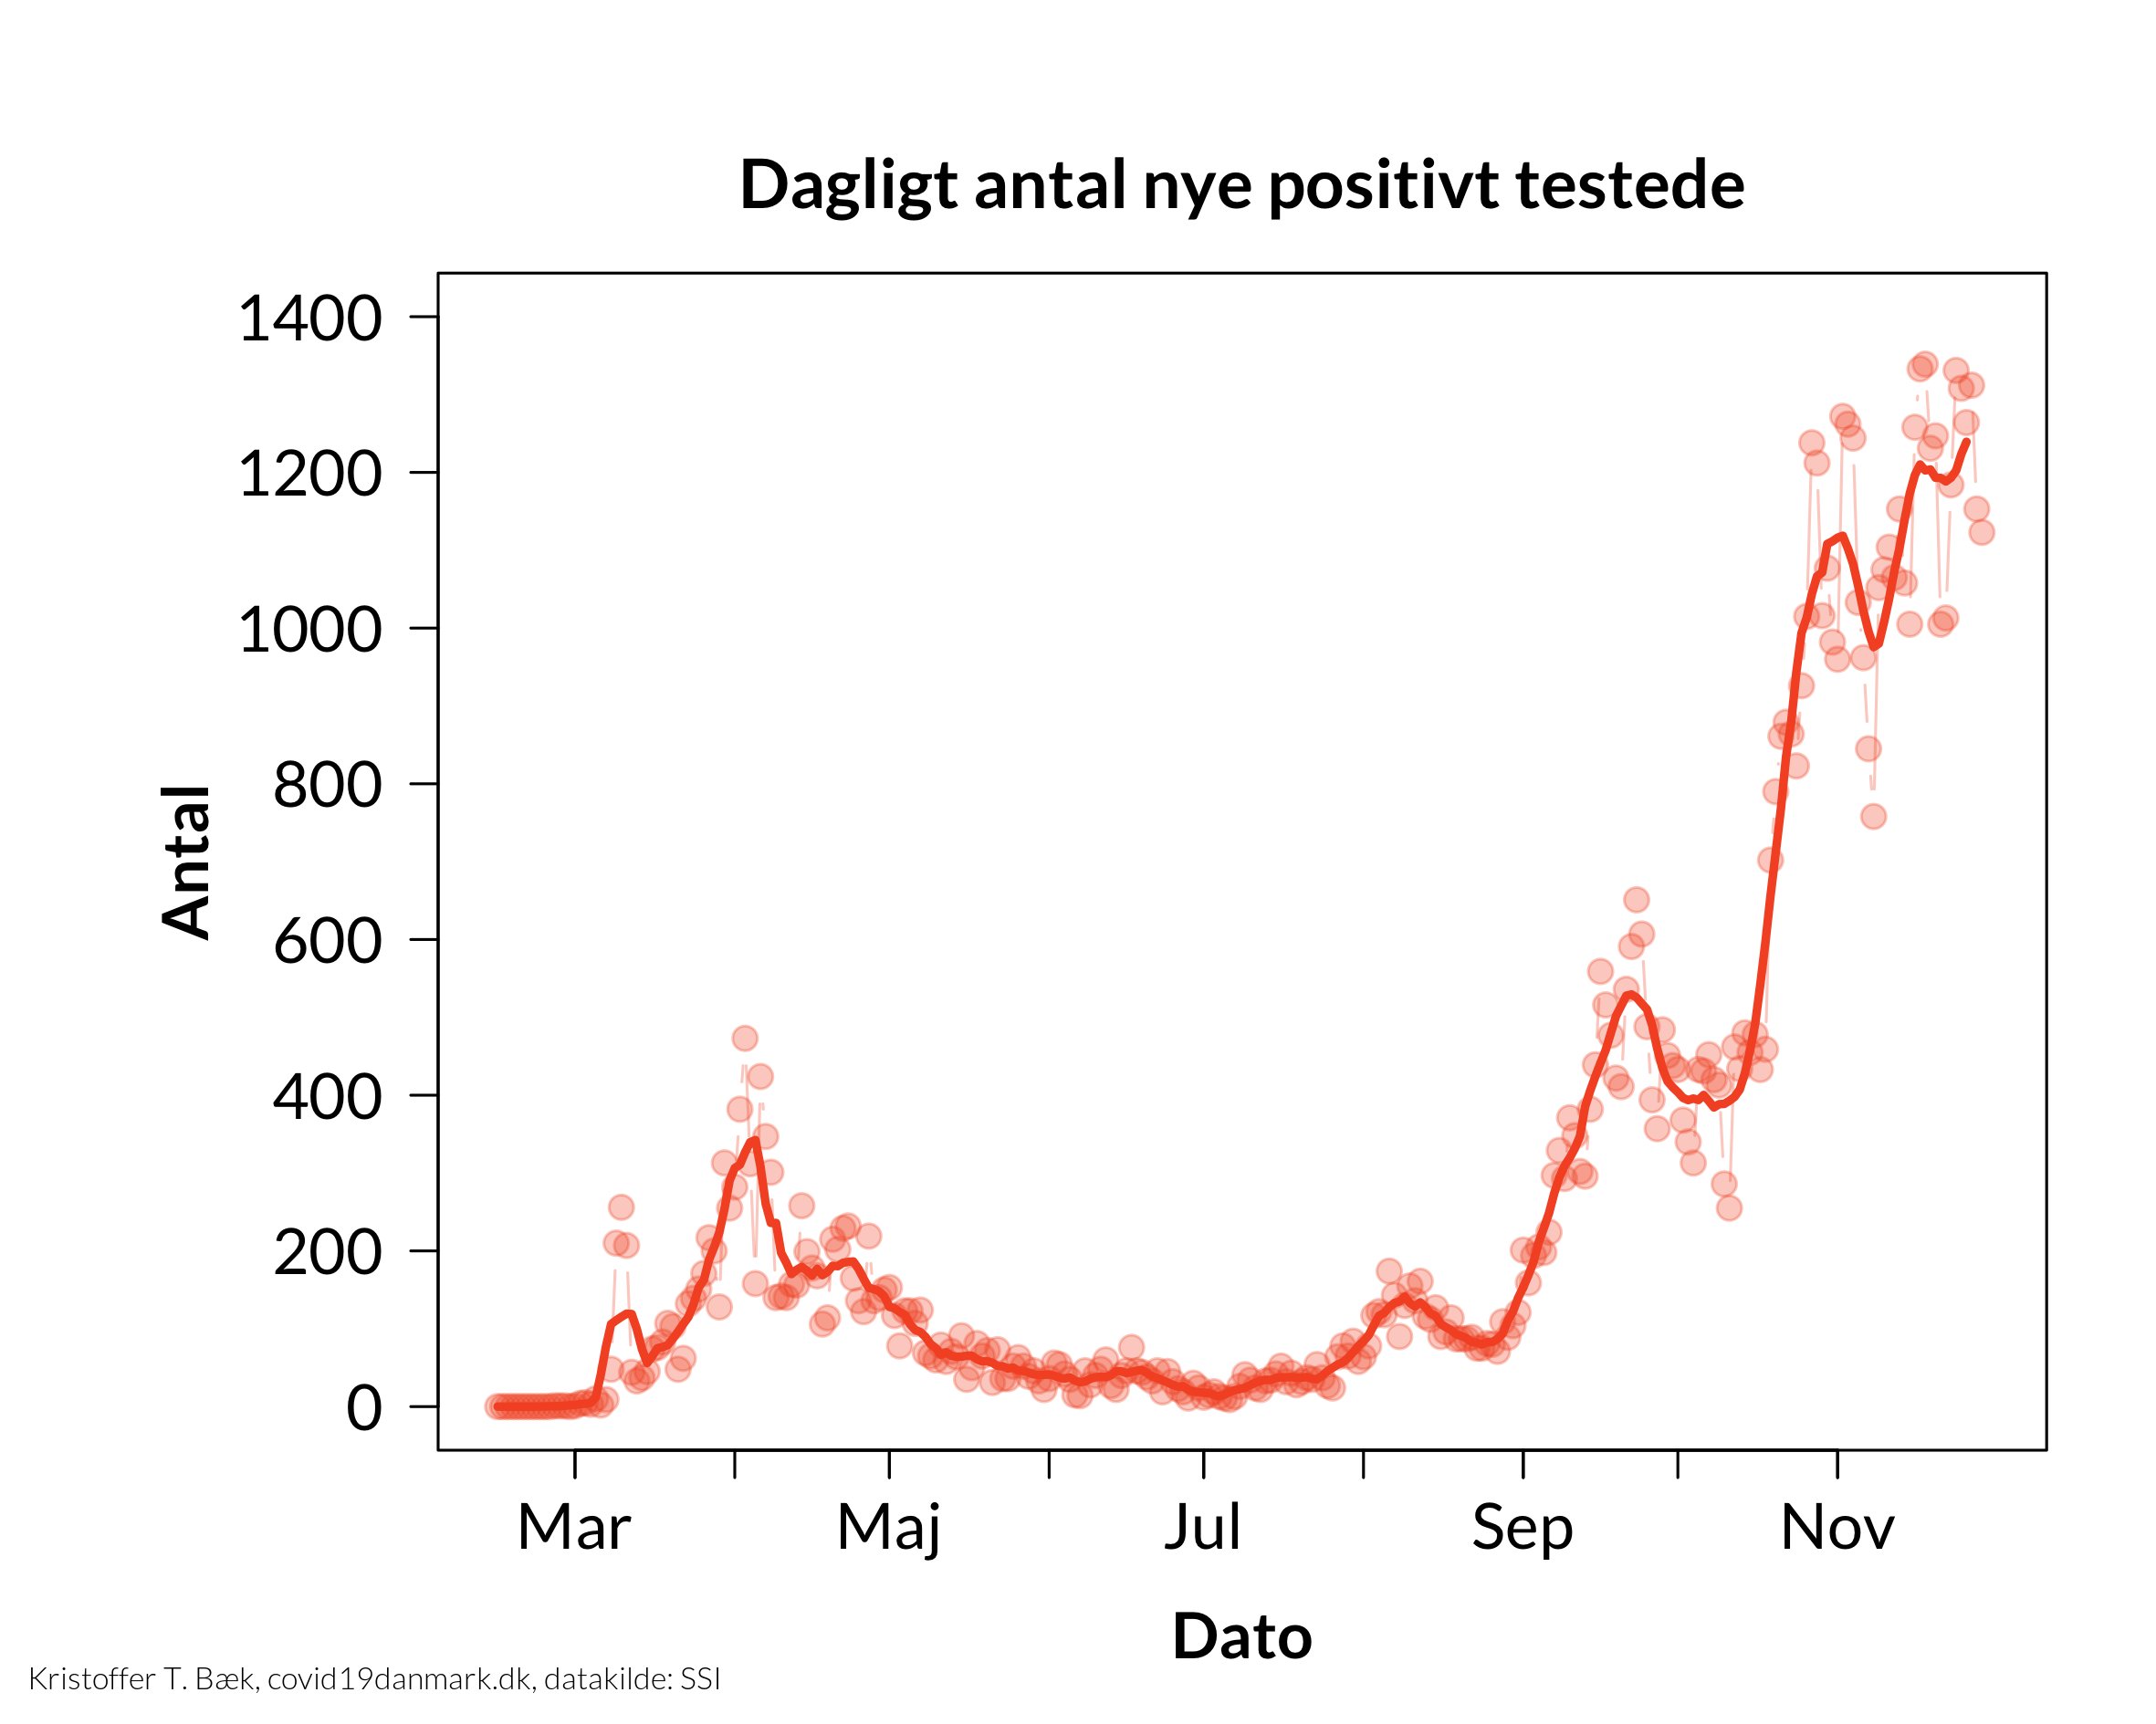 Dagligt antal nye positivt testede
1400
1200
1000
800
600
400
200
0
Antal
Mar Maj Jul Sep Nov
Dato
Kristoffer T. Bæk, covid19danmark.dk, datakilde: SSI